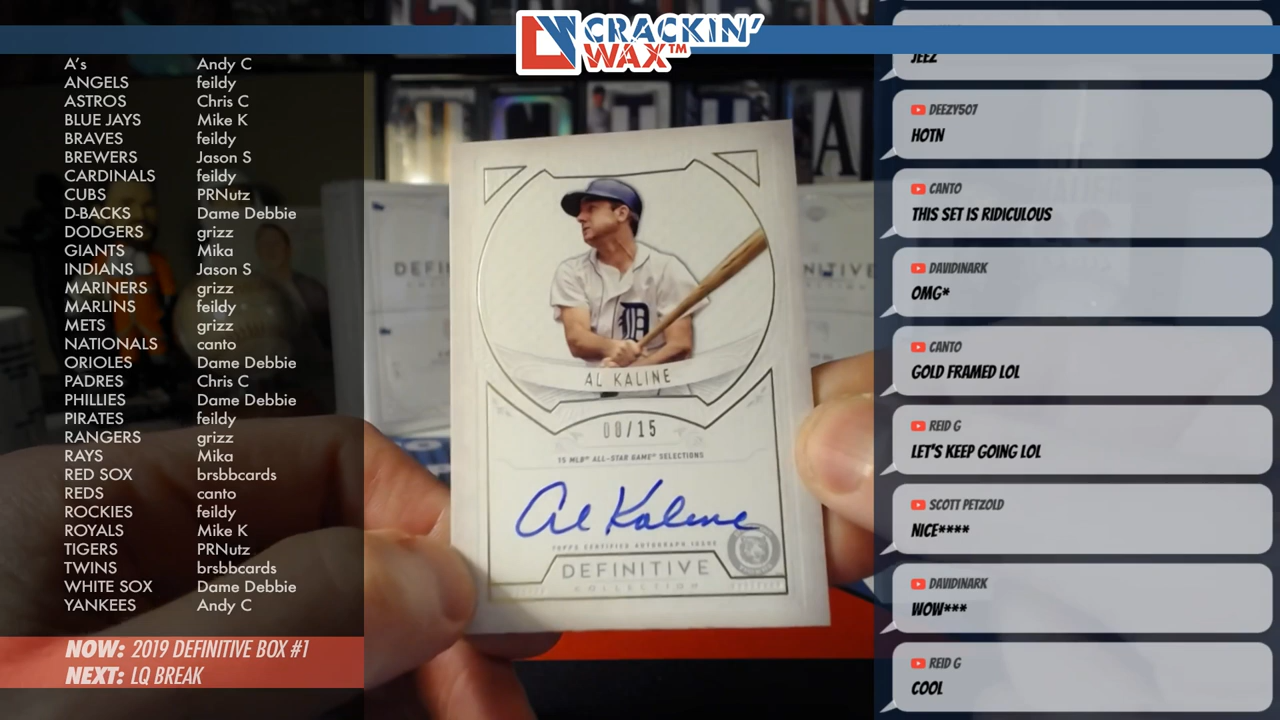 CRACKIN'
WAX™
A's Andy C
ANGELS feildy
ASTROS Chris C
BLUE JAYS Mike K
BRAVES feildy
BREWERS Jason S
CARDINALS feildy
CUBS PRNutz
D-BACKS Dame Debbie
DODGERS grizz
GIANTS Mika
INDIANS Jason S
MARINERS grizz
MARLINS feildy
METS grizz
NATIONALS canto
ORIOLES Dame Debbie
PADRES Chris C
PHILLIES Dame Debbie
PIRATES feildy
RANGERS grizz
RAYS Mika
RED SOX brsbbcards
REDS canto
ROCKIES feildy
ROYALS Mike K
TIGERS PRNutz
TWINS brsbbcards
WHITE SOX Dame Debbie
YANKEES Andy C
NOW: 2019 DEFINITIVE BOX #1
NEXT: LQ BREAK
D
AL KALINE
15 MLB® ALL-STAR GAME® SELECTIONS
Al Kaline
TOPPS CERTIFIED AUTOGRAPH ISSUE
DEFINITIVE
COLLECTION
JEEZ
DEEZY507
HOTN
CANTO
THIS SET IS RIDICULOUS
DAVIDINARK
OMG*
CANTO
GOLD FRAMED LOL
REID G
LET'S KEEP GOING LOL
SCOTT PETZOLD
NICE****
DAVIDINARK
WOW***
REID G
COOL